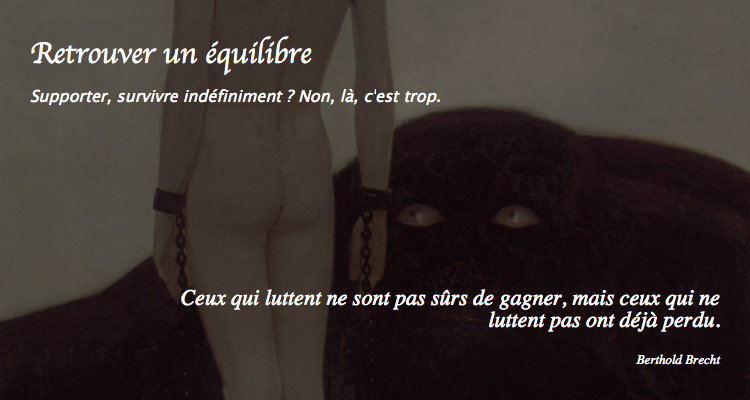 Retrouver un équilibre
Supporter, survivre indéfiniment ? Non, là, c'est trop.
Ceux qui luttent ne sont pas sûrs de gagner, mais ceux qui ne
luttent pas ont déjà perdu.
Berthold Brecht